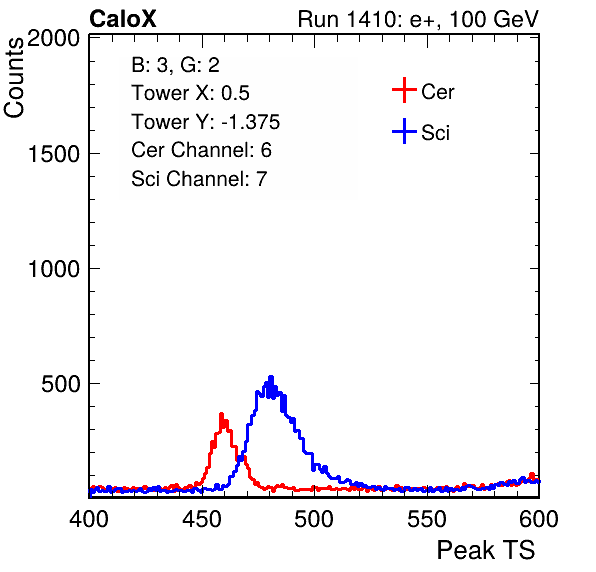 CaloX Run 1410: e+, 100 GeV
Counts
2000
1500
1000
500
B: 3, G: 2
Tower X: 0.5
Tower Y: -1.375
Cer Channel: 6
Sci Channel: 7
Cer
Sci
400 450 500 550 600
Peak TS